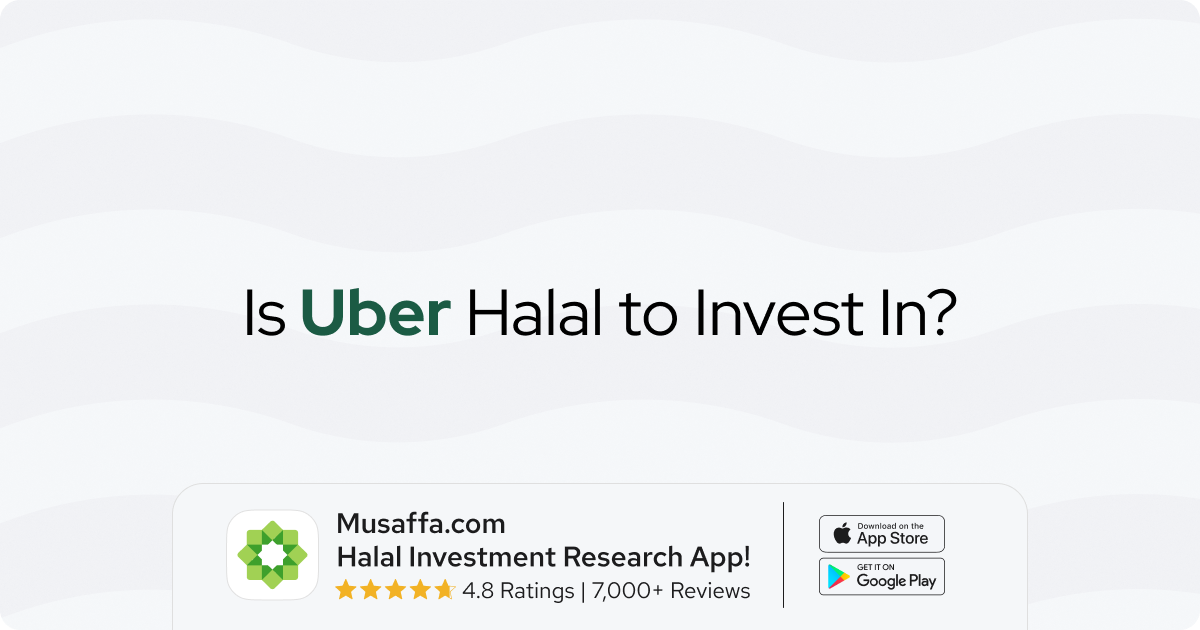 Is Uber Halal to Invest In?
Musaffa.com
Halal Investment Research App!
4.8 Ratings | 7,000+ Reviews
Download on the
App Store
GET IT ON
Google Play